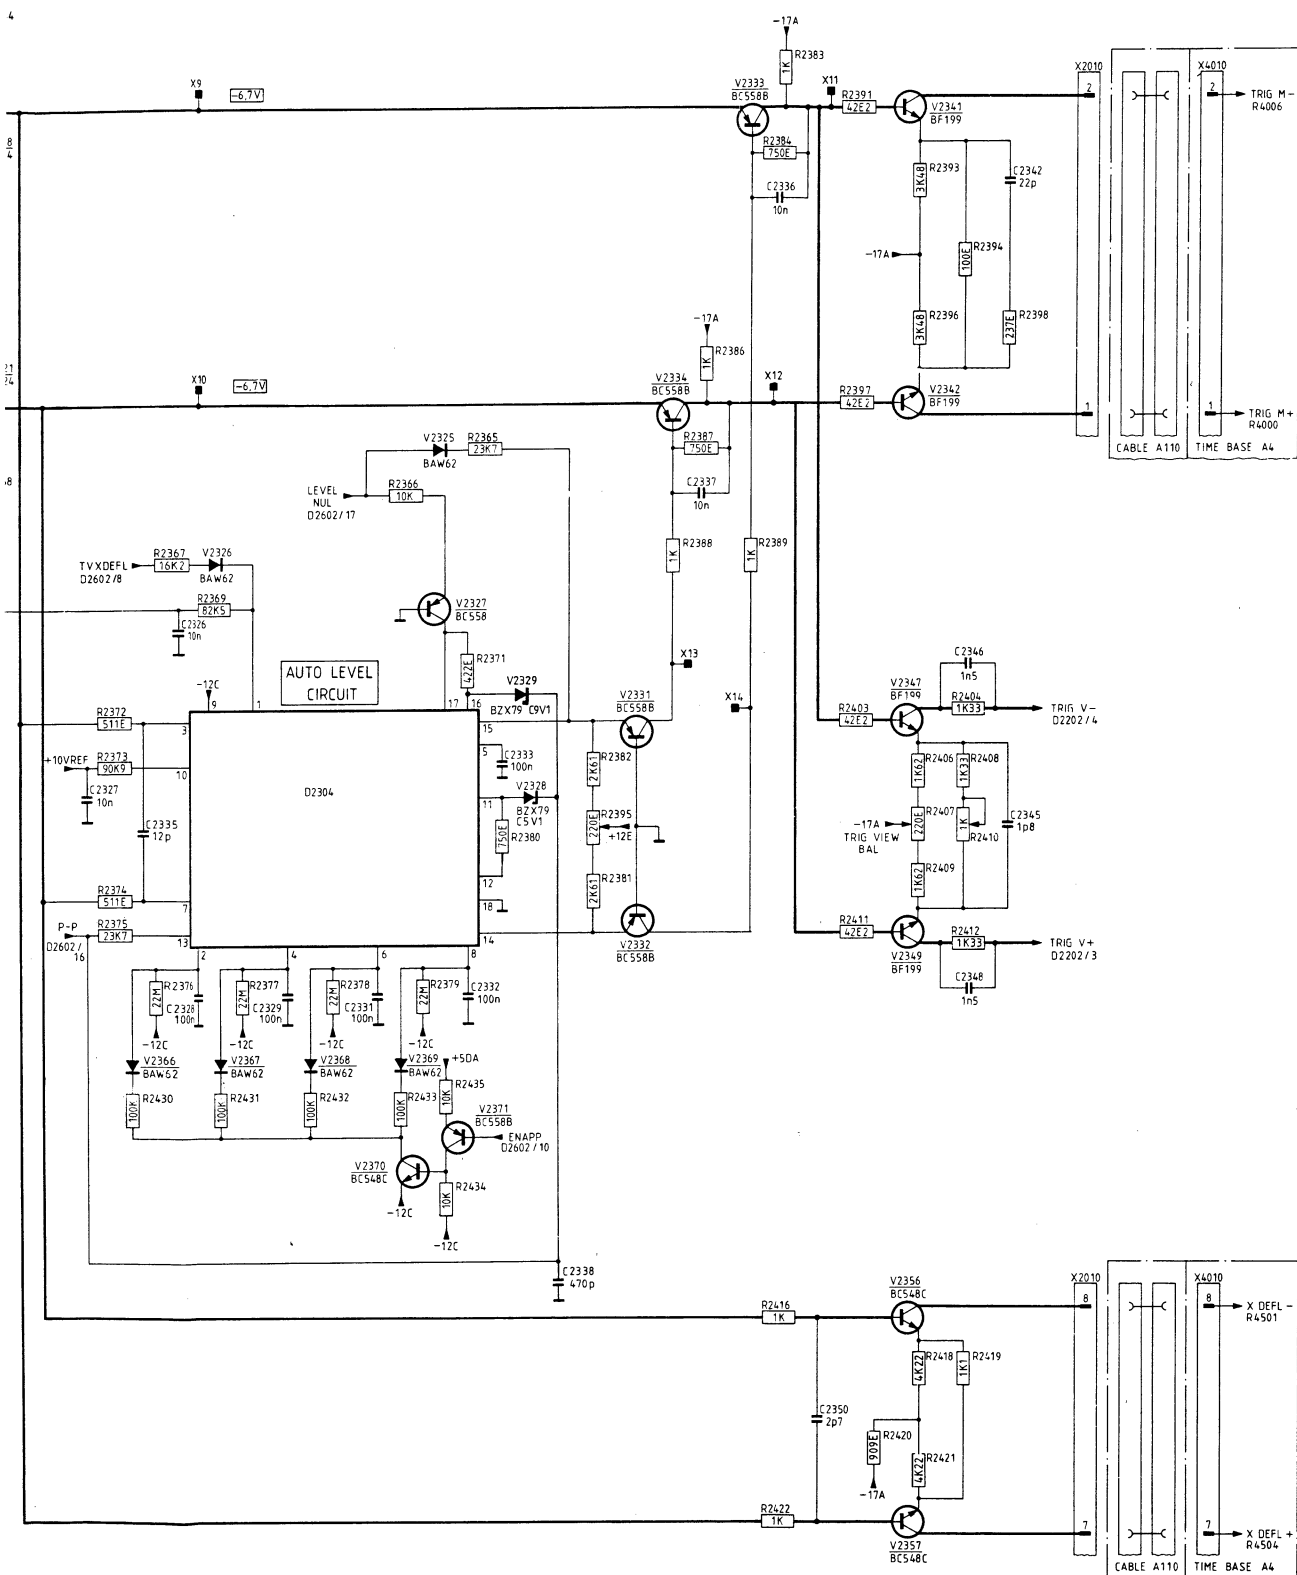 4
-17A
R2383
1K
X9
-6,7V
V2333
BC558B
X11
R2391
42E2
V2341
BF199
X2010
2
X4010
2
TRIG M-
R4006
8
4
R2384
750E
C2336
10n
R2393
3K48
C2342
22p
-17A
R2394
100E
R2396
3K48
R2398
237E
-17A
R2386
1K
21
24
X10
-6,7V
V2334
BC558B
X12
R2397
42E2
V2342
BF199
1
1
TRIG M+
R4000
CABLE A110
TIME BASE A4
V2325
BAW62
R2365
23K7
R2387
750E
C2337
10n
8
LEVEL
NUL
D2602/17
R2366
10K
R2388
1K
R2389
1K
TVXDEFL
D2602/8
R2367
16K2
V2326
BAW62
R2369
82K5
C2326
10n
V2327
BC558
R2371
422E
X13
X14
AUTO LEVEL
CIRCUIT
V2329
BZX79 C9V1
V2331
BC558B
-12C
9
1
17
16
R2372
511E
3
15
+10VREF
R2373
90K9
10
C2327
10n
C2335
12p
D2304
5
C2333
100n
11
V2328
BZX79
C5V1
R2380
750E
12
18
14
R2382
2K61
R2395
220E
+12E
R2381
2K61
V2332
BC558B
R2374
511E
7
P-P
D2602/
16
R2375
23K7
13
C2346
1n5
V2347
BF199
R2404
1K33
R2403
42E2
TRIG V-
D2202/4
R2406
1K62
R2408
1K33
-17A
TRIG VIEW
BAL
R2407
220E
R2410
1K
C2345
1p8
R2409
1K62
R2411
42E2
V2349
BF199
R2412
1K33
C2348
1n5
TRIG V+
D2202/3
2
4
6
8
R2376
22M
C2328
100n
R2377
22M
C2329
100n
R2378
22M
C2331
100n
R2379
22M
C2332
100n
-12C
-12C
-12C
-12C
V2366
BAW62
V2367
BAW62
V2368
BAW62
V2369
BAW62
+5DA
R2430
100K
R2431
100K
R2432
100K
R2433
100K
R2435
10K
V2371
BC558B
ENAPP
D2602/10
V2370
BC548C
-12C
R2434
10K
-12C
C2338
470p
R2416
1K
V2356
BC548C
X2010
8
X4010
8
X DEFL -
R4501
R2418
4K22
R2419
1K1
C2350
2p7
R2420
909E
-17A
R2421
4K22
R2422
1K
V2357
BC548C
7
7
X DEFL +
R4504
CABLE A110
TIME BASE A4